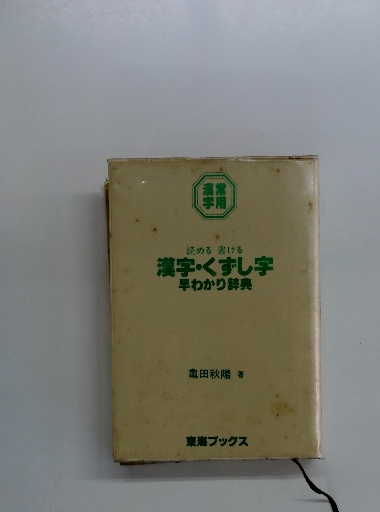 常用
漢字
読める 書ける
漢字・くずし字
早わかり辞典
亀田秋陽 著
東海ブックス